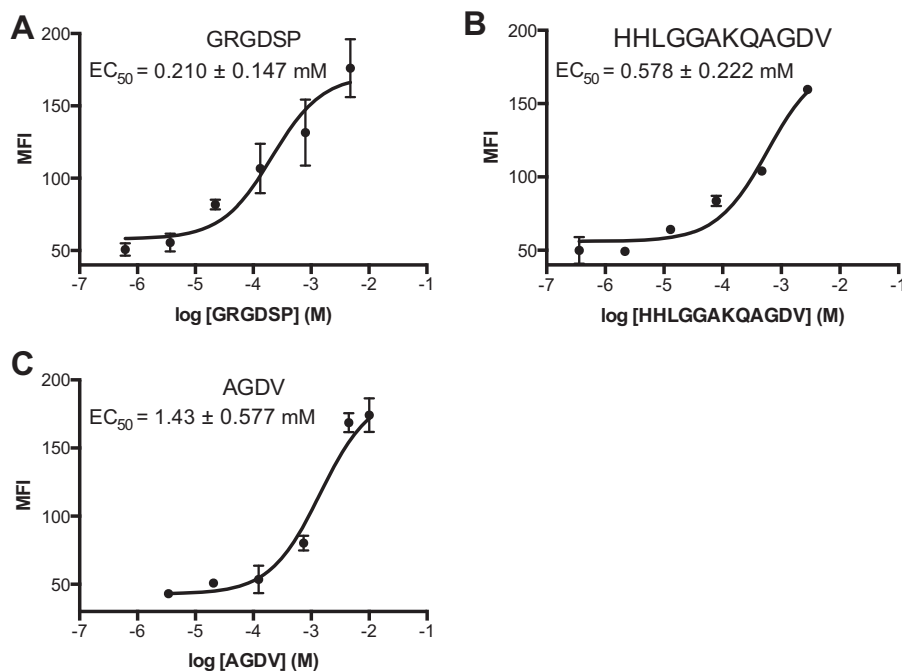 A
GRGDSP
EC50 = 0.210 ± 0.147 mM
200
150
100
50
MFI
-7 -6 -5 -4 -3 -2 -1
log [GRGDSP] (M)
B
HHLGGAKQAGDV
EC50 = 0.578 ± 0.222 mM
200
150
100
50
MFI
-7 -6 -5 -4 -3 -2 -1
log [HHLGGAKQAGDV] (M)
C
AGDV
EC50 = 1.43 ± 0.577 mM
200
150
100
50
MFI
-7 -6 -5 -4 -3 -2 -1
log [AGDV] (M)